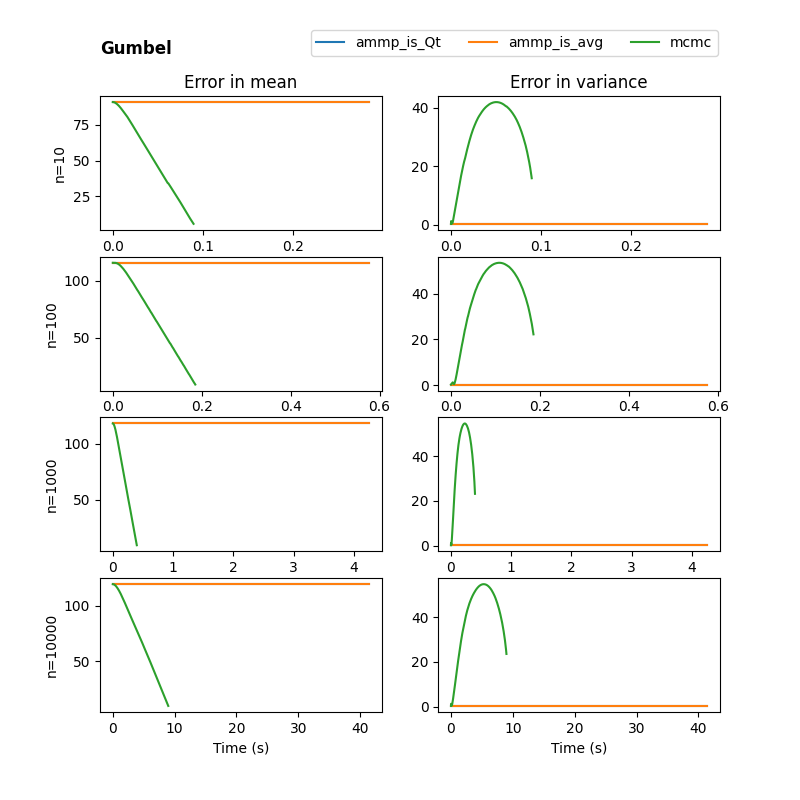 Gumbel
ammp_is_Qt ammp_is_avg mcmc
Error in mean Error in variance
n=10
75
50
25
0.0 0.1 0.2
40
20
0
0.0 0.1 0.2
n=100
100
50
0.0 0.2 0.4 0.6
40
20
0
0.0 0.2 0.4 0.6
n=1000
100
50
0 1 2 3 4
40
20
0
0 1 2 3 4
n=10000
100
50
0 10 20 30 40
Time (s)
40
20
0
0 10 20 30 40
Time (s)